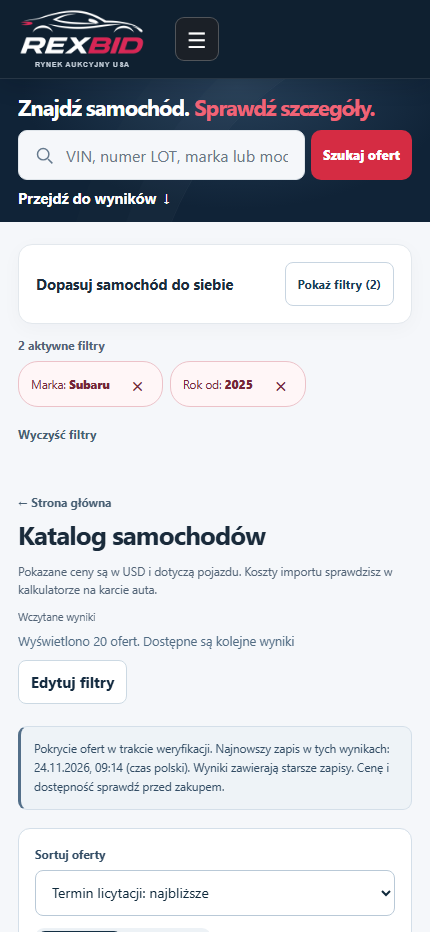 REXBID
RYNEK AUKCYJNY USA
Znajdź samochód. Sprawdź szczegóły.
VIN, numer LOT, marka lub moc
Szukaj ofert
Przejdź do wyników ↓
Dopasuj samochód do siebie
Pokaż filtry (2)
2 aktywne filtry
Marka: Subaru ×
Rok od: 2025 ×
Wyczyść filtry
← Strona główna
Katalog samochodów
Pokazane ceny są w USD i dotyczą pojazdu. Koszty importu sprawdzisz w
kalkulatorze na karcie auta.
Wczytane wyniki
Wyświetlono 20 ofert. Dostępne są kolejne wyniki
Edytuj filtry
Pokrycie ofert w trakcie weryfikacji. Najnowszy zapis w tych wynikach:
24.11.2026, 09:14 (czas polski). Wyniki zawierają starsze zapisy. Cenę i
dostępność sprawdź przed zakupem.
Sortuj oferty
Termin licytacji: najbliższe